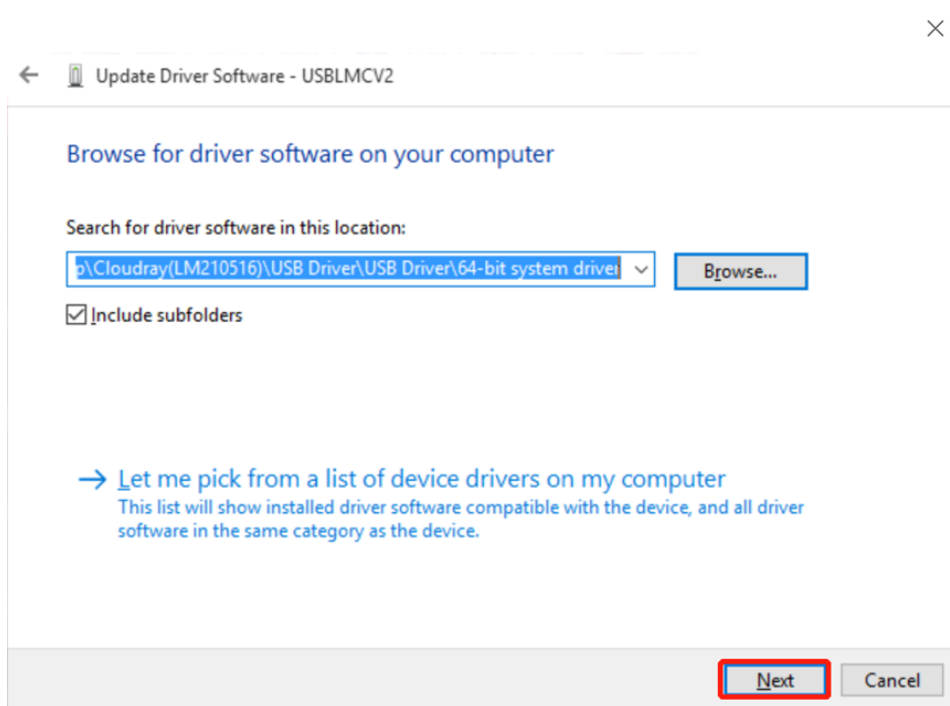 Update Driver Software - USBLMCV2
Browse for driver software on your computer
Search for driver software in this location:
p\Cloudray(LM210516)\USB Driver\USB Driver\64-bit system driver
Browse...
Include subfolders
Let me pick from a list of device drivers on my computer
This list will show installed driver software compatible with the device, and all driver
software in the same category as the device.
Next
Cancel